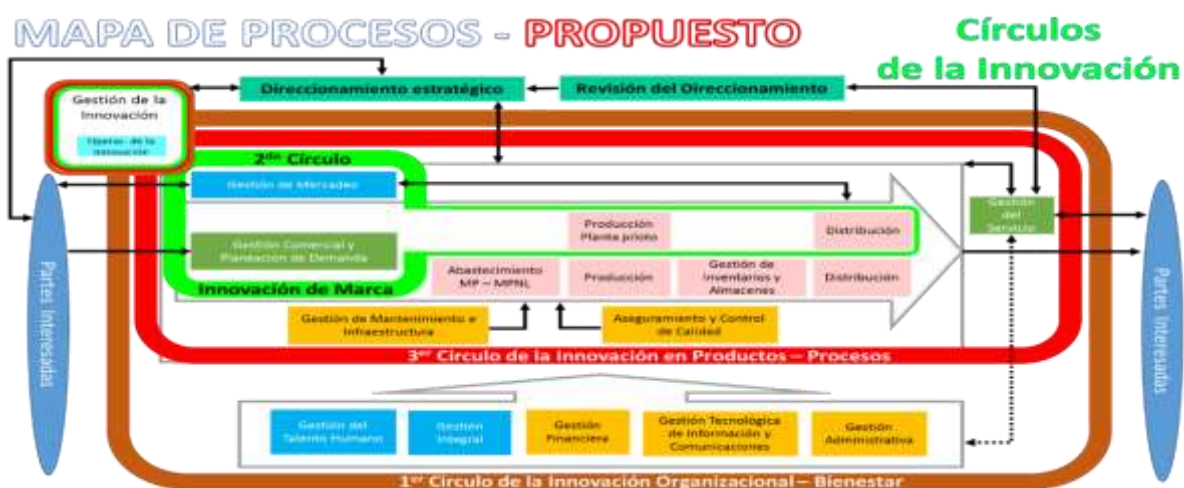 MAPA DE PROCESOS - PROPUESTO
Círculos
de la Innovación
Gestión de la
Innovación
Direccionamiento estratégico
Revisión del Direccionamiento
2do Círculo
Gestión de Mercadeo
Gestión Comercial y
Planeación de Demanda
Innovación de Marca
Producción
Planta piloto
Distribución
Abastecimiento
MP – MPNL
Producción
Gestión de
Inventarios y
Almacenes
Distribución
Gestión
del
Servicio
Gestión de Mantenimiento e
Infraestructura
Aseguramiento y Control
de Calidad
3er Círculo de la Innovación en Productos – Procesos
Gestión del
Talento Humano
Gestión
Integral
Gestión
Financiera
Gestión Tecnológica
de Información y
Comunicaciones
Gestión
Administrativa
1er Círculo de la Innovación Organizacional – Bienestar
Partes Interesadas
Partes Interesadas